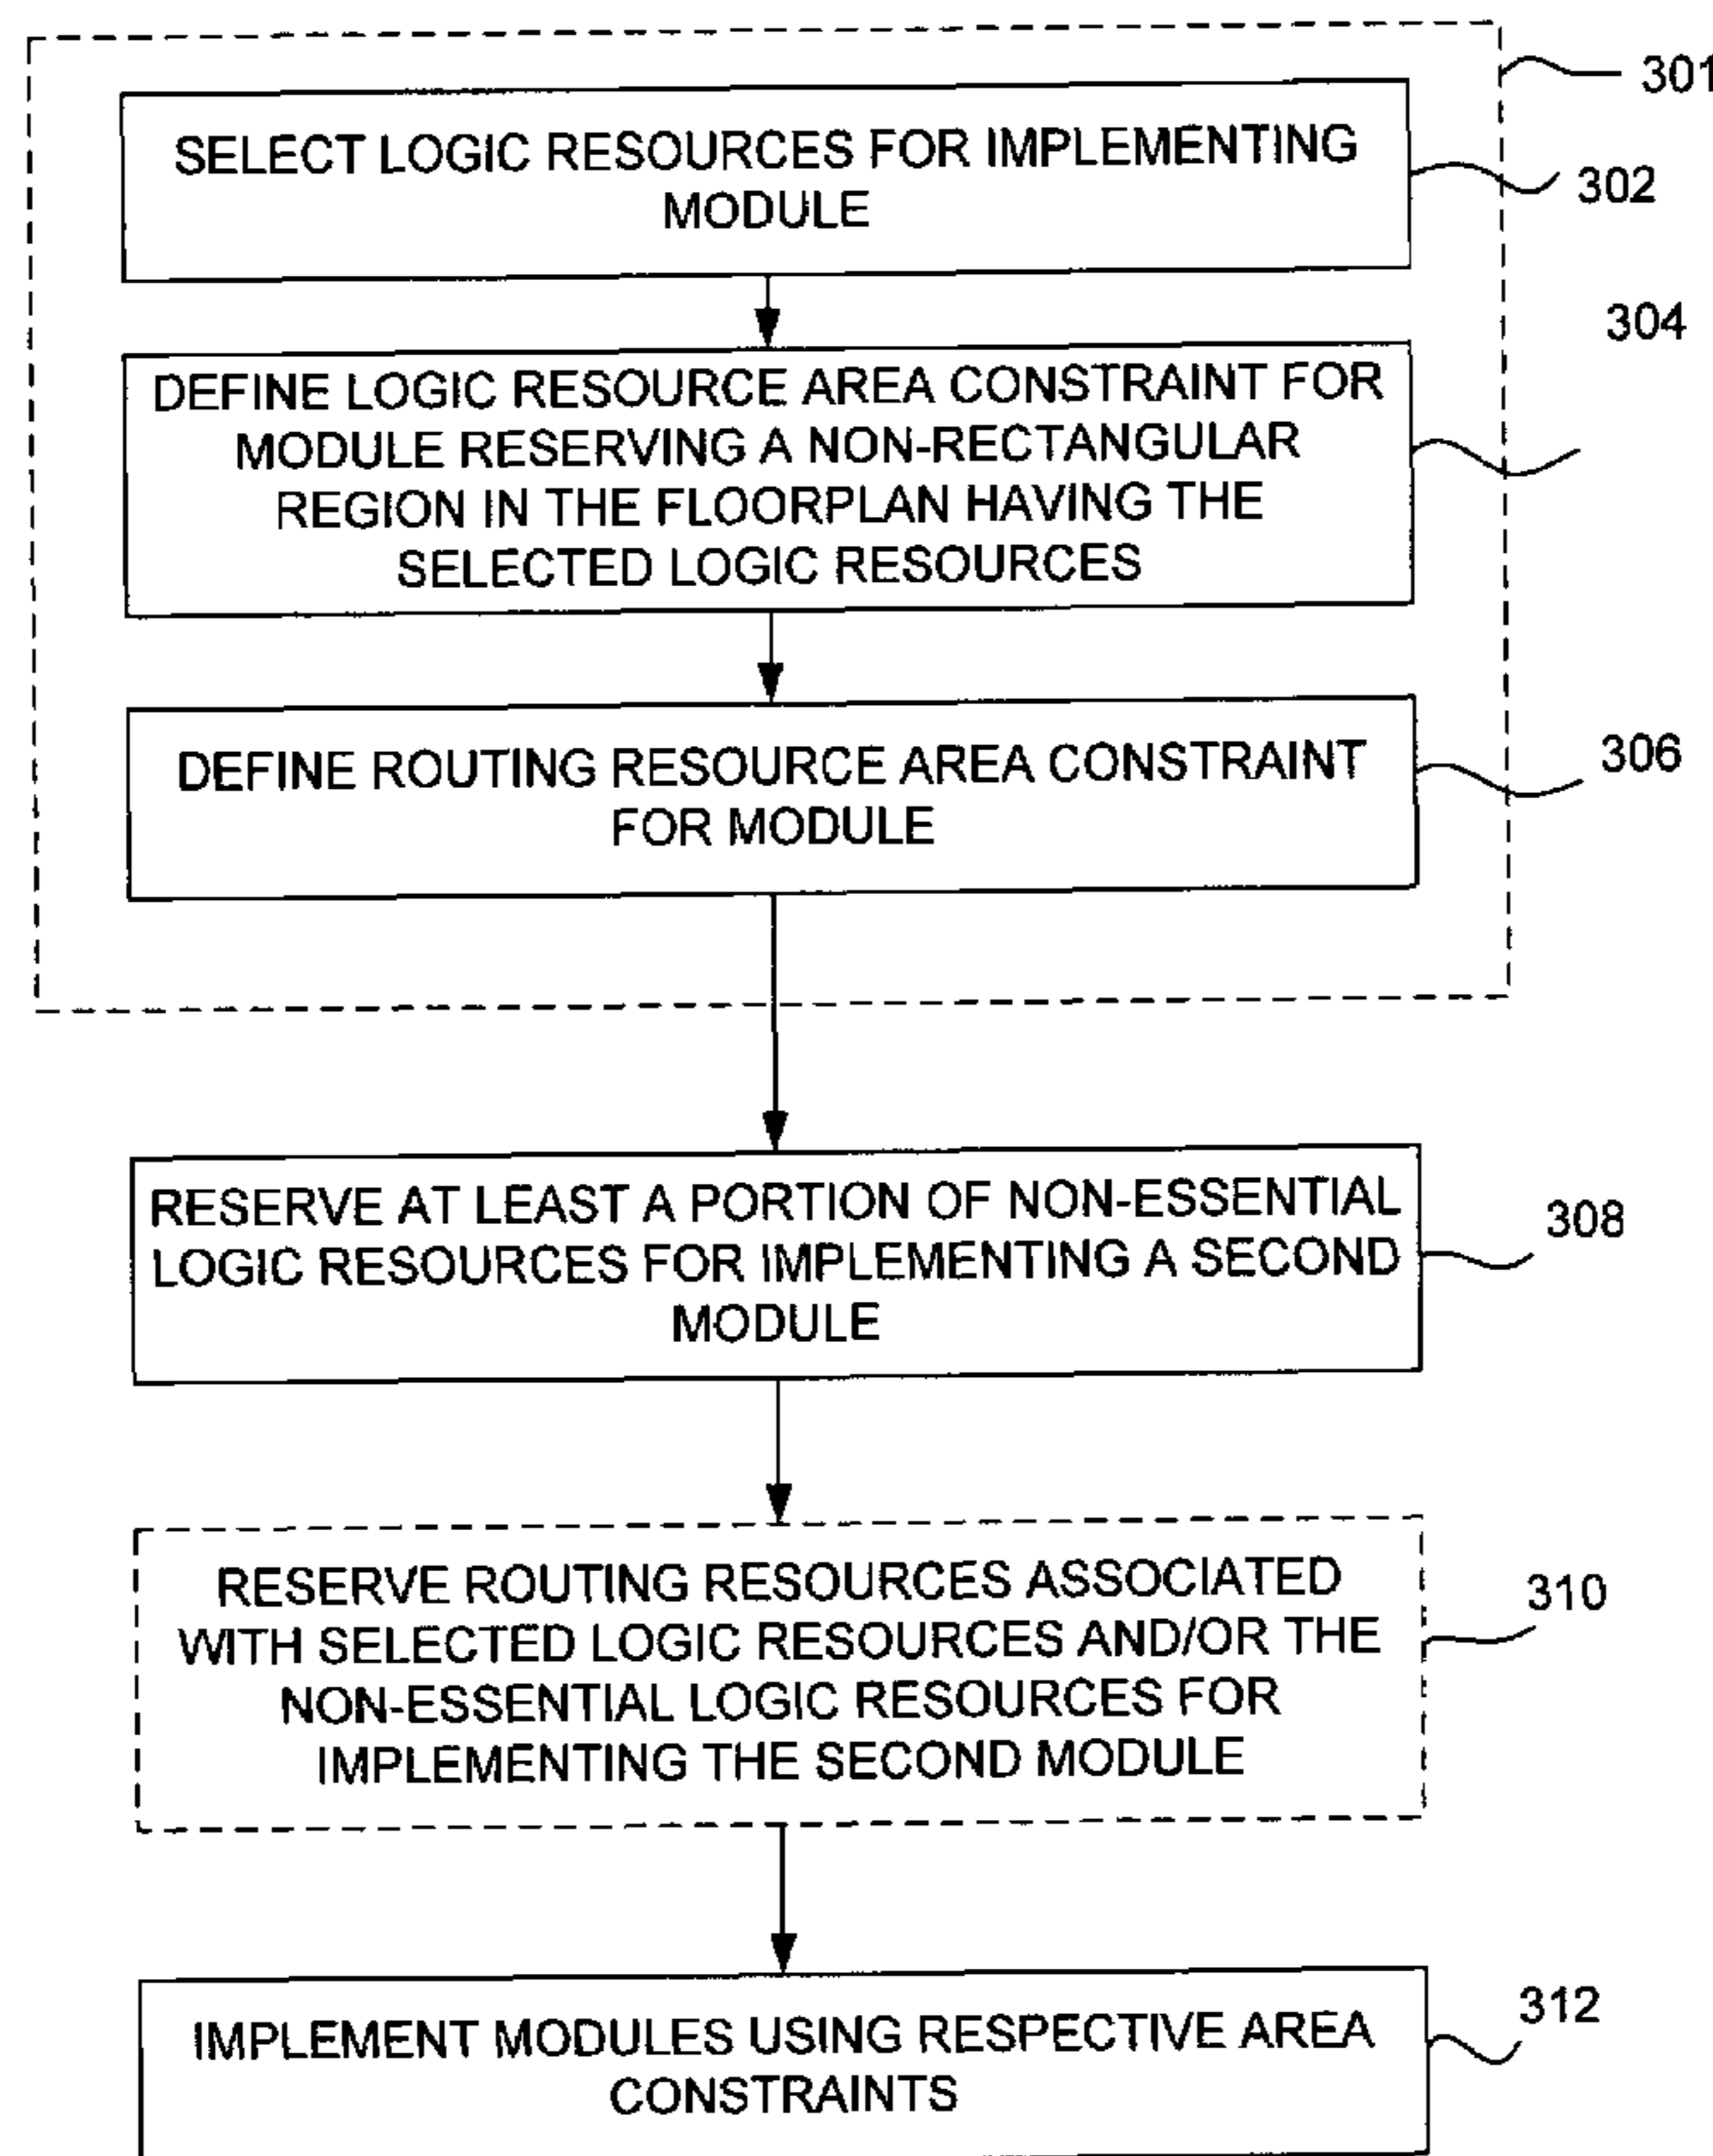 301
SELECT LOGIC RESOURCES FOR IMPLEMENTING
MODULE
302
304
DEFINE LOGIC RESOURCE AREA CONSTRAINT FOR
MODULE RESERVING A NON-RECTANGULAR
REGION IN THE FLOORPLAN HAVING THE
SELECTED LOGIC RESOURCES
DEFINE ROUTING RESOURCE AREA CONSTRAINT
FOR MODULE
306
RESERVE AT LEAST A PORTION OF NON-ESSENTIAL
LOGIC RESOURCES FOR IMPLEMENTING A SECOND
MODULE
308
RESERVE ROUTING RESOURCES ASSOCIATED
WITH SELECTED LOGIC RESOURCES AND/OR THE
NON-ESSENTIAL LOGIC RESOURCES FOR
IMPLEMENTING THE SECOND MODULE
310
IMPLEMENT MODULES USING RESPECTIVE AREA
CONSTRAINTS
312